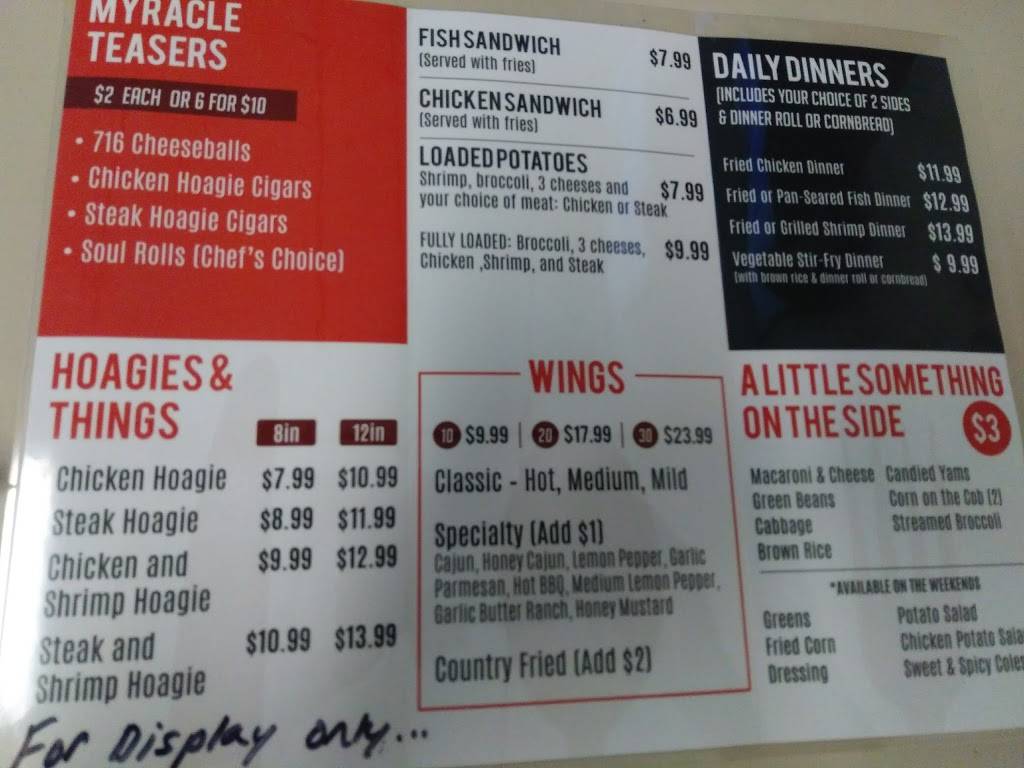 MYRACLE
TEASERS
$2 EACH OR 6 FOR $10
• 716 Cheeseballs
• Chicken Hoagie Cigars
• Steak Hoagie Cigars
• Soul Rolls (Chef's Choice)
FISH SANDWICH
(Served with fries) $7.99
CHICKEN SANDWICH
(Served with fries) $6.99
LOADED POTATOES
Shrimp, broccoli, 3 cheeses and $7.99
your choice of meat: Chicken or Steak
FULLY LOADED: Broccoli, 3 cheeses, $9.99
Chicken ,Shrimp, and Steak
DAILY DINNERS
(INCLUDES YOUR CHOICE OF 2 SIDES
& DINNER ROLL OR CORNBREAD)
Fried Chicken Dinner $11.99
Fried or Pan-Seared Fish Dinner $12.99
Fried or Grilled Shrimp Dinner $13.99
Vegetable Stir-Fry Dinner $ 9.99
(with brown rice & dinner roll or cornbread)
HOAGIES &
THINGS 8in 12in
Chicken Hoagie $7.99 $10.99
Steak Hoagie $8.99 $11.99
Chicken and $9.99 $12.99
Shrimp Hoagie
Steak and $10.99 $13.99
Shrimp Hoagie
WINGS
10 $9.99 | 20 $17.99 | 30 $23.99
Classic - Hot, Medium, Mild
Specialty (Add $1)
Cajun, Honey Cajun, Lemon Pepper, Garlic
Parmesan, Hot BBQ, Medium Lemon Pepper,
Garlic Butter Ranch, Honey Mustard
Country Fried (Add $2)
A LITTLE SOMETHING
ON THE SIDE $3
Macaroni & Cheese Candied Yams
Green Beans Corn on the Cob (2)
Cabbage Streamed Broccoli
Brown Rice
*AVAILABLE ON THE WEEKENDS
Greens Potato Salad
Fried Corn Chicken Potato Sala
Dressing Sweet & Spicy Coles
For Display only...